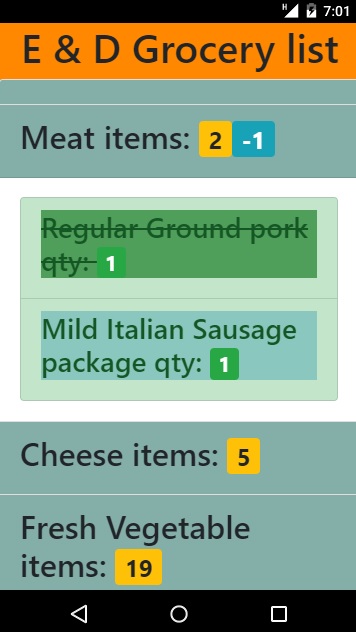 H 7:01
E & D Grocery list
Meat items: 2 -1
Regular Ground pork
qty: 1
Mild Italian Sausage
package qty: 1
Cheese items: 5
Fresh Vegetable
items: 19